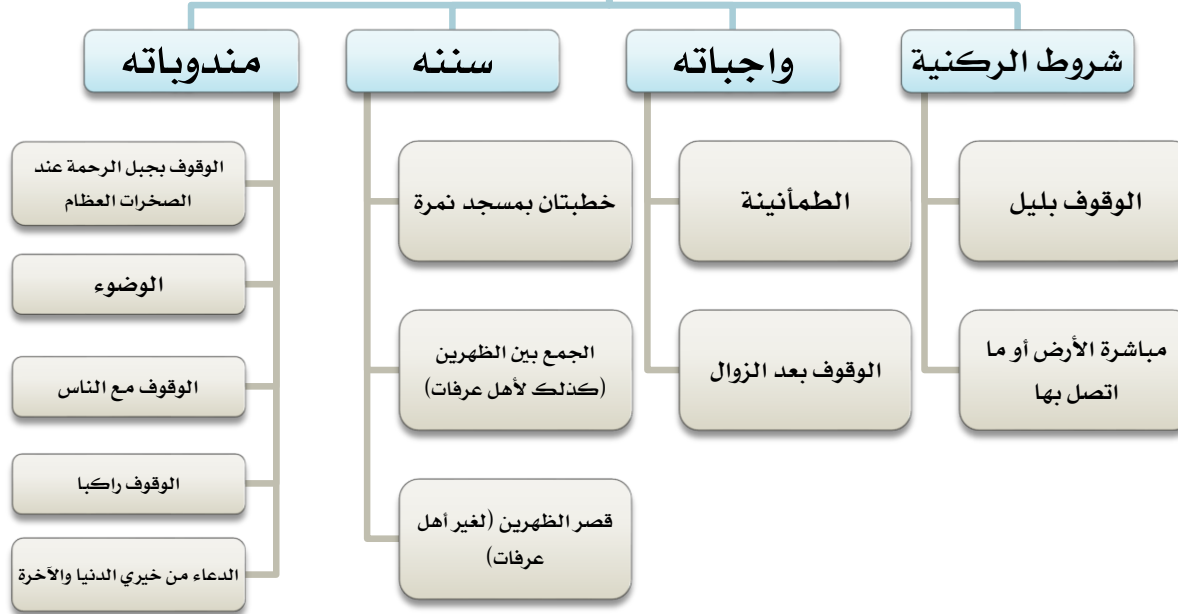 شروط الركنية
الوقوف بليل
مباشرة الأرض أو ما
اتصل بها
واجباته
الطمأنينة
الوقوف بعد الزوال
سننه
خطبتان بمسجد نمرة
الجمع بين الظهرين
(كذلك لأهل عرفات)
قصر الظهرين (لغير أهل
عرفات)
مندوباته
الوقوف بجبل الرحمة عند
الصخرات العظام
الوضوء
الوقوف مع الناس
الوقوف راكبا
الدعاء من خيري الدنيا والآخرة